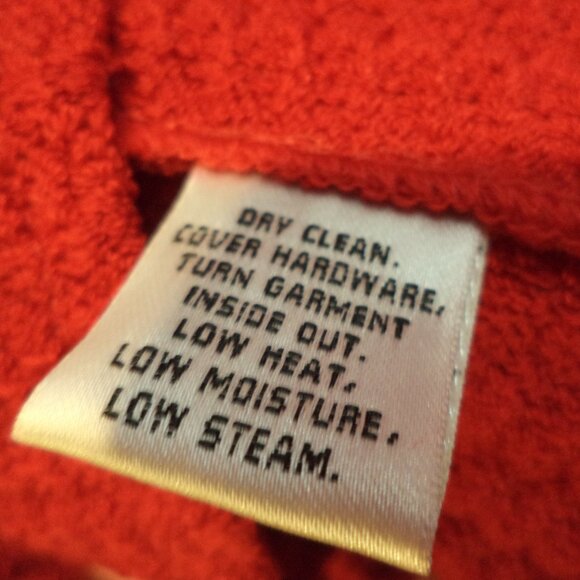 DRY CLEAN.
COVER HARDWARE,
TURN GARMENT
INSIDE OUT.
LOW HEAT,
LOW MOISTURE,
LOW STEAM.